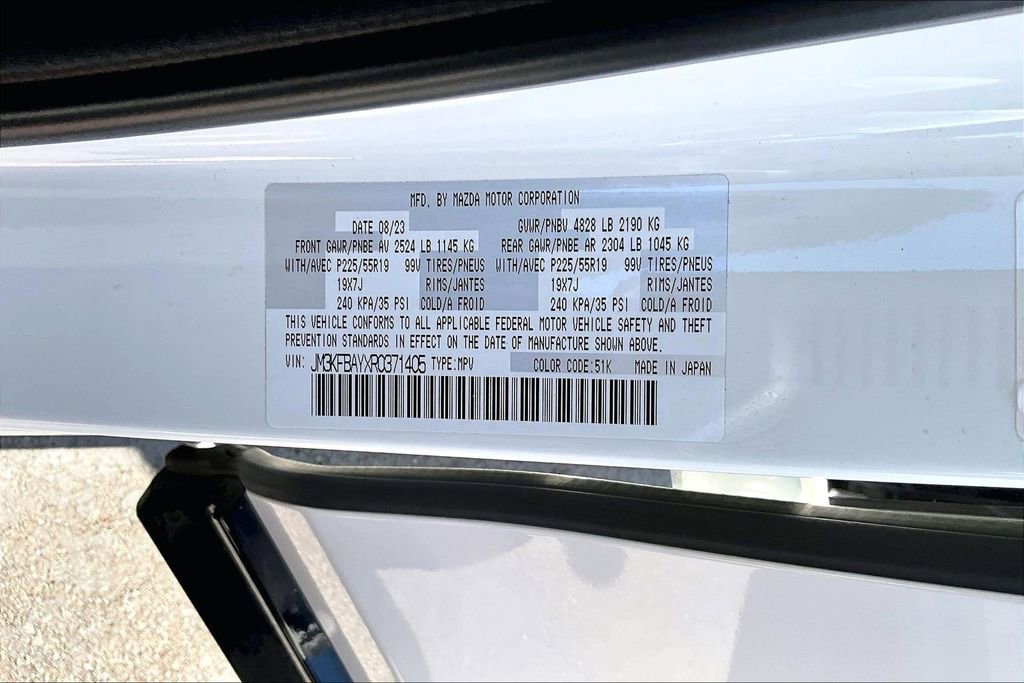 MFD. BY MAZDA MOTOR CORPORATION
DATE 08/23 GVWR/PNBV 4828 LB 2190 KG
FRONT GAWR/PNBE AV 2524 LB 1145 KG REAR GAWR/PNBE AR 2304 LB 1045 KG
WITH/AVEC P225/55R19 99V TIRES/PNEUS WITH/AVEC P225/55R19 99V TIRES/PNEUS
19X7J RIMS/JANTES 19X7J RIMS/JANTES
240 KPA/35 PSI COLD/A FROID 240 KPA/35 PSI COLD/A FROID
THIS VEHICLE CONFORMS TO ALL APPLICABLE FEDERAL MOTOR VEHICLE SAFETY AND THEFT
PREVENTION STANDARDS IN EFFECT ON THE DATE OF MANUFACTURE SHOWN ABOVE.
VIN: JM3KFBAYXR0371405 TYPE:MPV COLOR CODE:51K MADE IN JAPAN